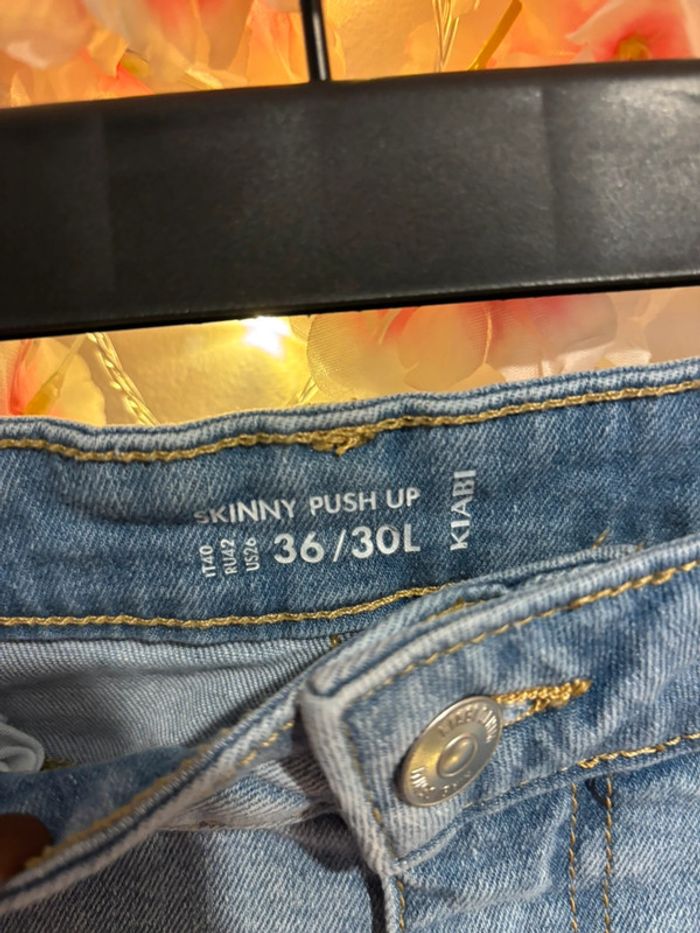 SKINNY PUSH UP
KIABI
IT40
RU42
US26
36/30L